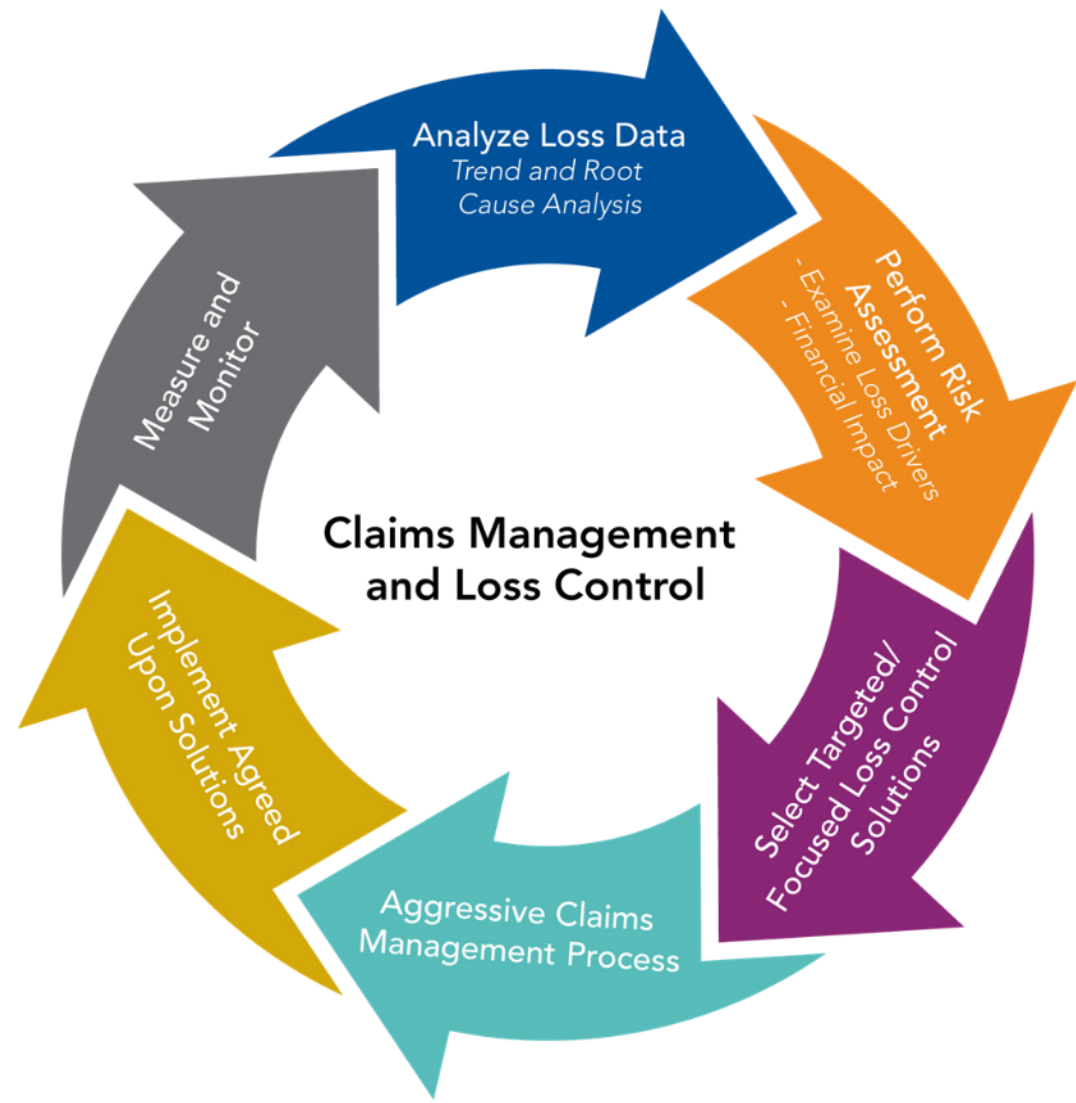 Analyze Loss Data
Trend and Root
Cause Analysis
Perform Risk
Assessment
- Examine Loss Drivers
- Financial Impact
Select Targeted/
Focused Loss Control
Solutions
Aggressive Claims
Management Process
Implement Agreed
Upon Solutions
Measure and
Monitor
Claims Management
and Loss Control